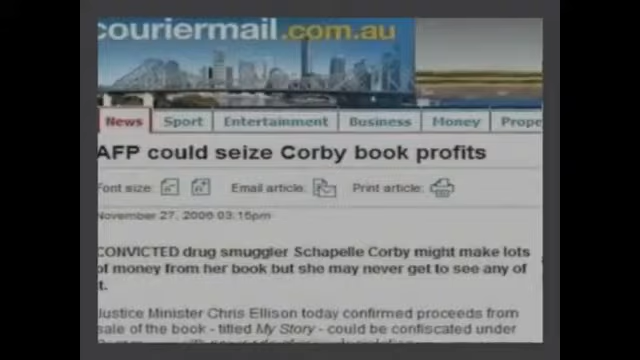 couriermail.com.au
News Sport Entertainment Business Money Prope
AFP could seize Corby book profits
Font size: Email article: Print article:
November 27, 2006 03:15pm
CONVICTED drug smuggler Schapelle Corby might make lots
of money from her book but she may never get to see any of
it.
Justice Minister Chris Ellison today confirmed proceeds from
sale of the book - titled My Story - could be confiscated under